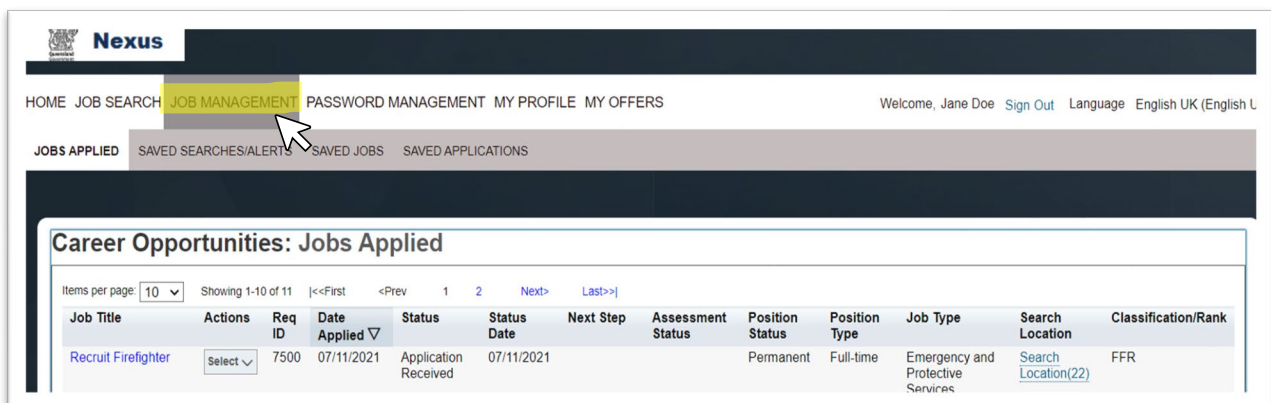 Nexus
Queensland
Government
HOME JOB SEARCH JOB MANAGEMENT PASSWORD MANAGEMENT MY PROFILE MY OFFERS Welcome, Jane Doe Sign Out Language English UK (English U
JOBS APPLIED SAVED SEARCHES/ALERTS SAVED JOBS SAVED APPLICATIONS
Career Opportunities: Jobs Applied
Items per page: 10 Showing 1-10 of 11 |<<First <Prev 1 2 Next> Last>>|
Job Title Actions Req Date Status Status Next Step Assessment Position Position Job Type Search Classification/Rank
ID Applied Date Status Status Type Location
Recruit Firefighter Select 7500 07/11/2021 Application 07/11/2021 Permanent Full-time Emergency and Search FFR
Received Protective Location(22)
Services